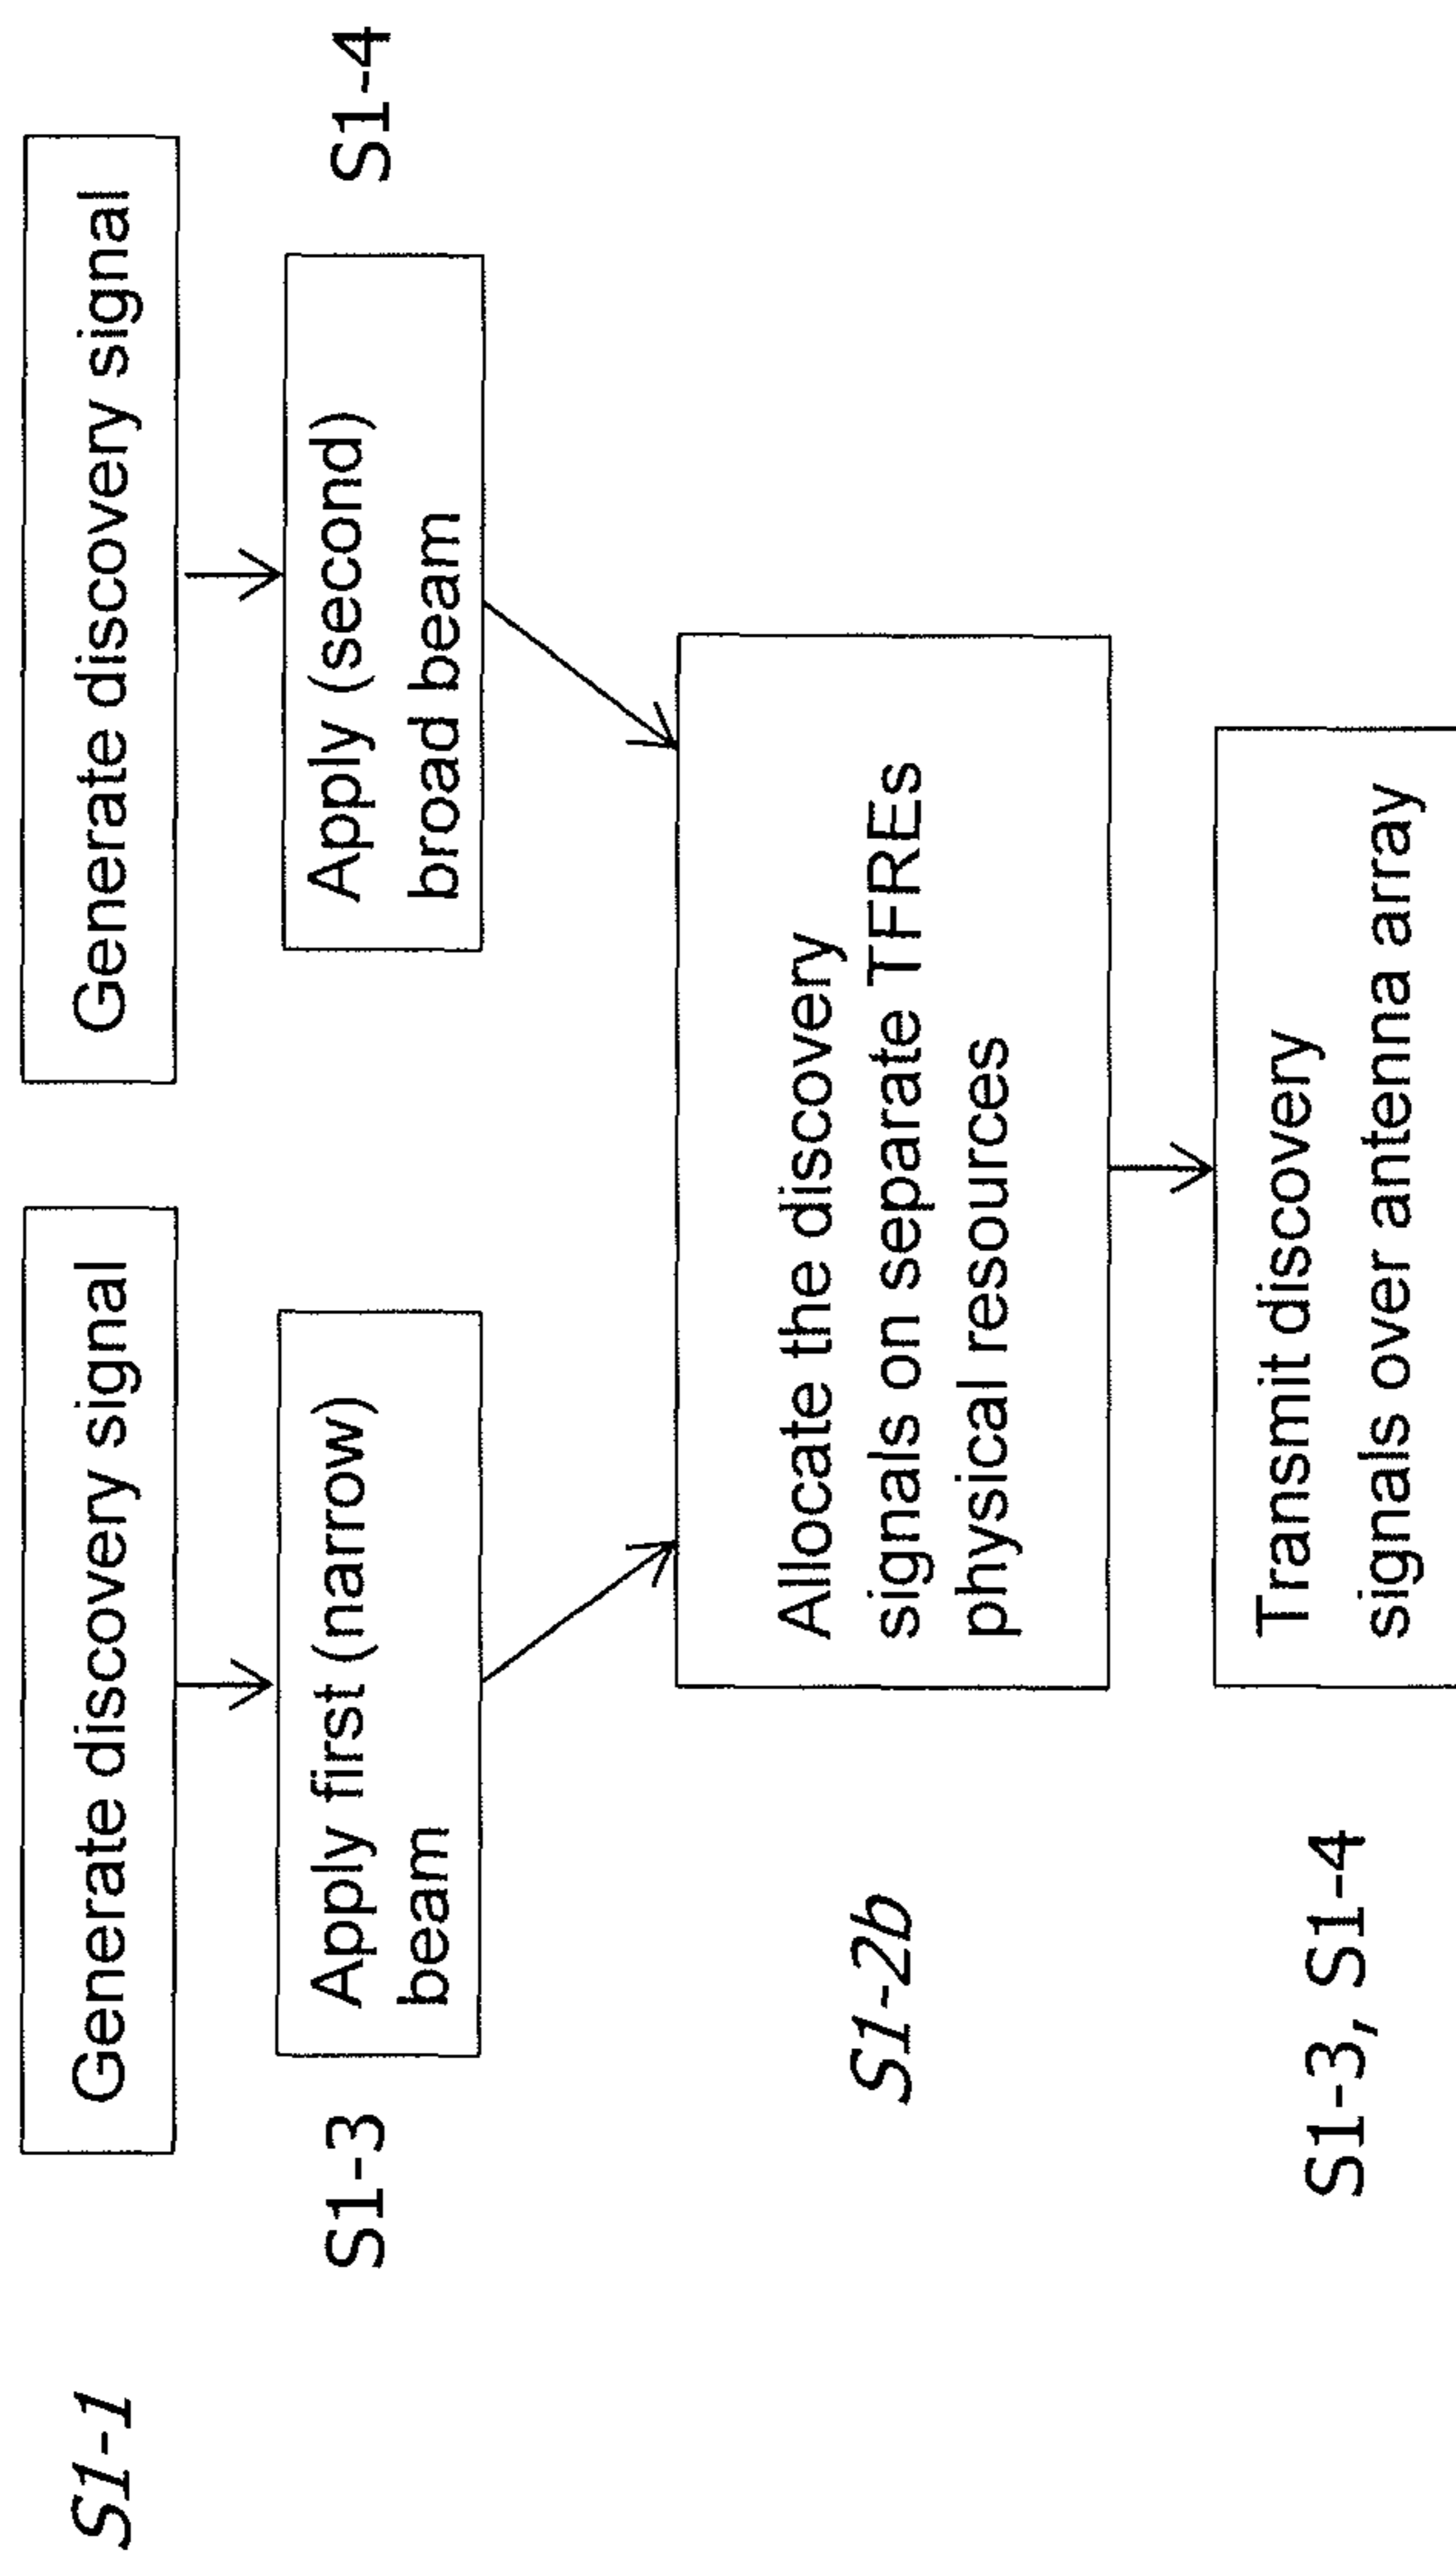 S1-1
Generate discovery signal
Generate discovery signal
S1-3
Apply first (narrow)
beam
Apply (second)
broad beam
S1-4
S1-2b
Allocate the discovery
signals on separate TFREs
physical resources
S1-3, S1-4
Transmit discovery
signals over antenna array